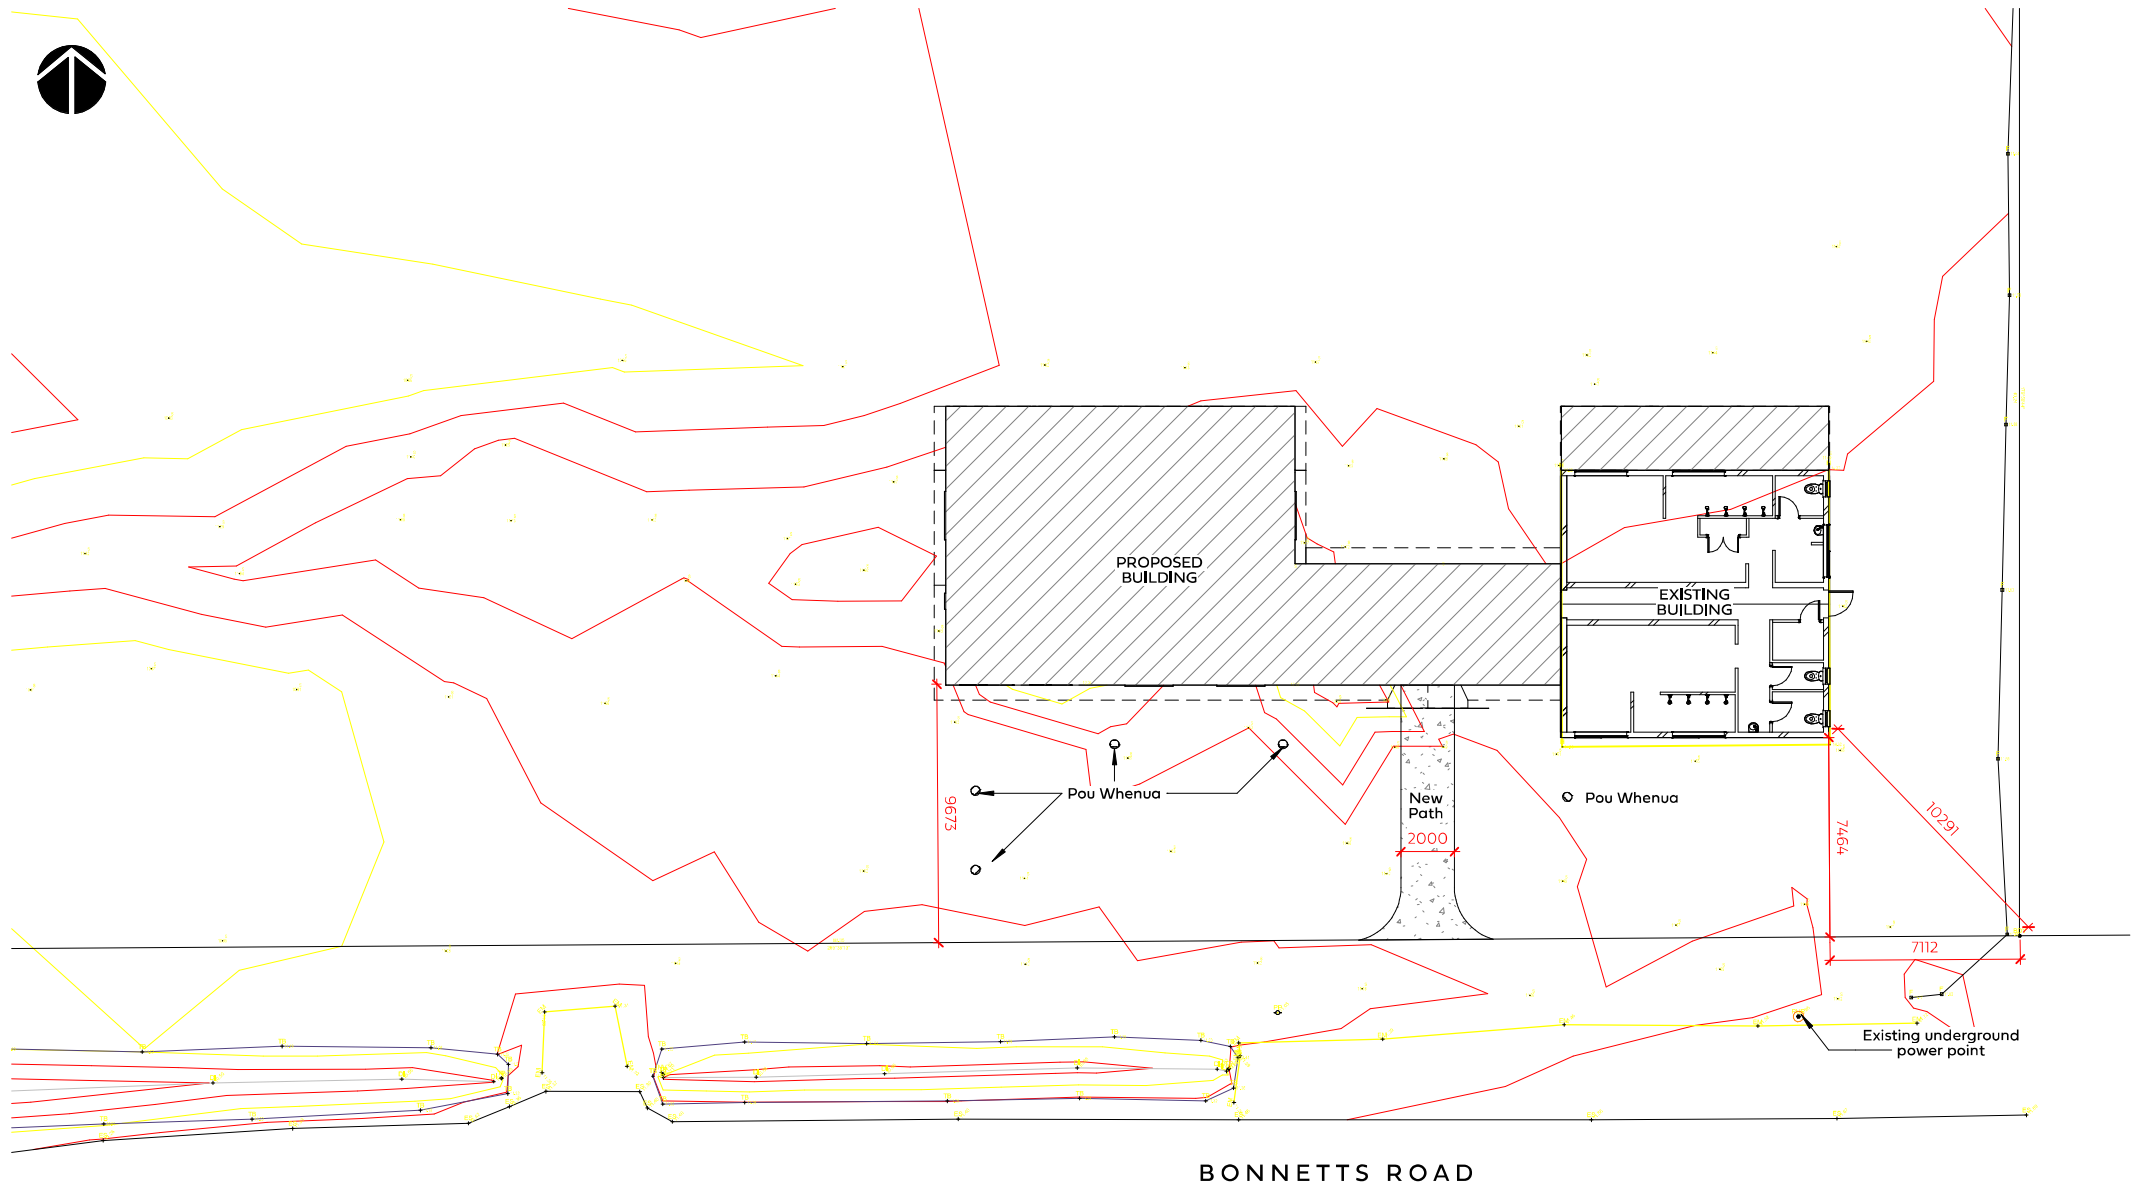 PROPOSED
BUILDING
EXISTING
BUILDING
Pou Whenua
9673
New
Path
2000
Pou Whenua
7464
10291
7112
Existing underground
power point
BONNETTS ROAD